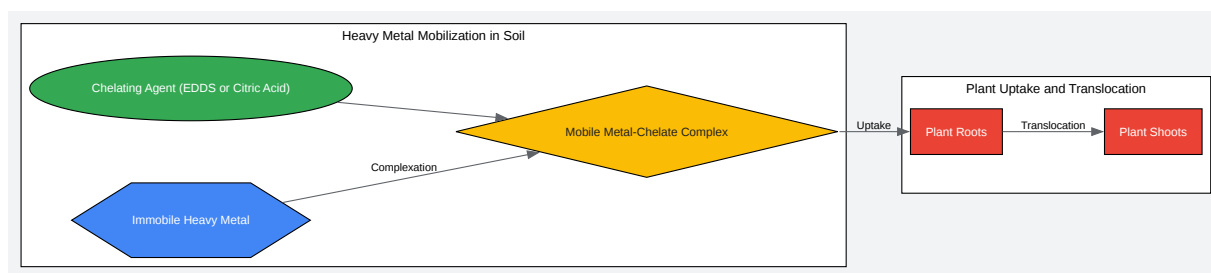 Heavy Metal Mobilization in Soil
Chelating Agent (EDDS or Citric Acid)
Mobile Metal-Chelate Complex
Complexation
Immobile Heavy Metal
Uptake
Plant Uptake and Translocation
Plant Roots
Translocation
Plant Shoots